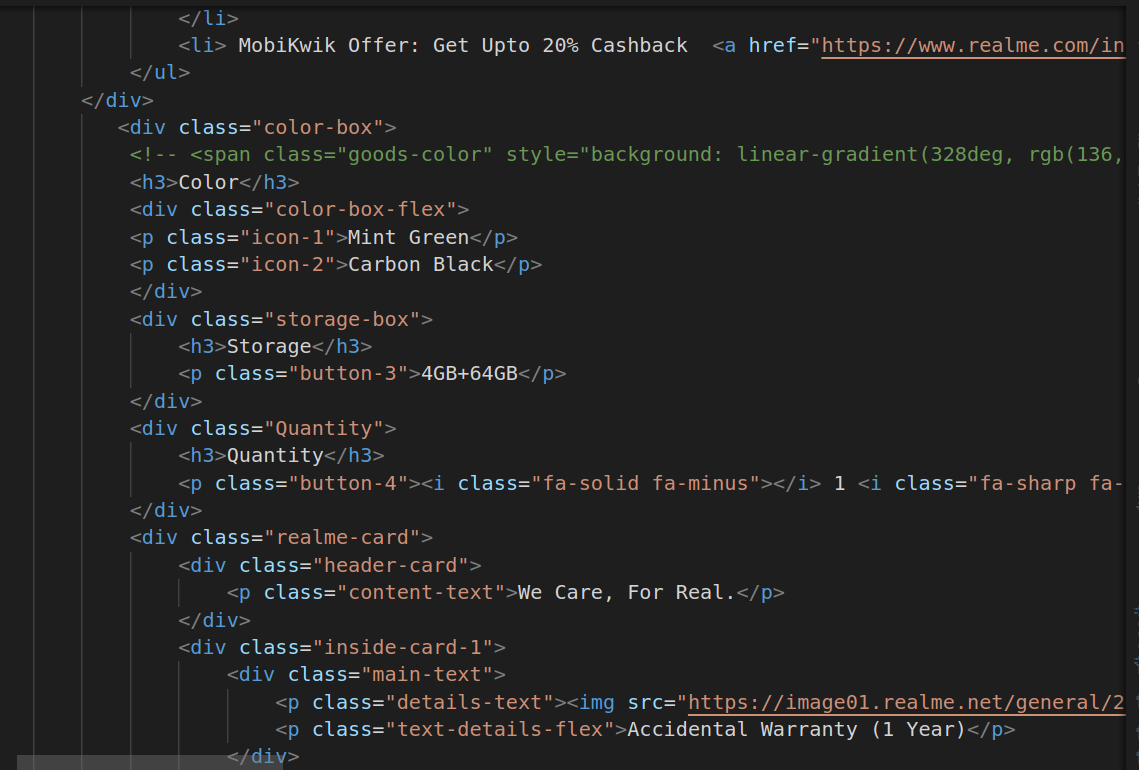 </li>
<li> MobiKwik Offer: Get Upto 20% Cashback  <a href="https://www.realme.com/in
</ul>
</div>
<div class="color-box">
<!-- <span class="goods-color" style="background: linear-gradient(328deg, rgb(136,
<h3>Color</h3>
<div class="color-box-flex">
<p class="icon-1">Mint Green</p>
<p class="icon-2">Carbon Black</p>
</div>
<div class="storage-box">
<h3>Storage</h3>
<p class="button-3">4GB+64GB</p>
</div>
<div class="Quantity">
<h3>Quantity</h3>
<p class="button-4"><i class="fa-solid fa-minus"></i> 1 <i class="fa-sharp fa-
</div>
<div class="realme-card">
<div class="header-card">
<p class="content-text">We Care, For Real.</p>
</div>
<div class="inside-card-1">
<div class="main-text">
<p class="details-text"><img src="https://image01.realme.net/general/2
<p class="text-details-flex">Accidental Warranty (1 Year)</p>
</div>